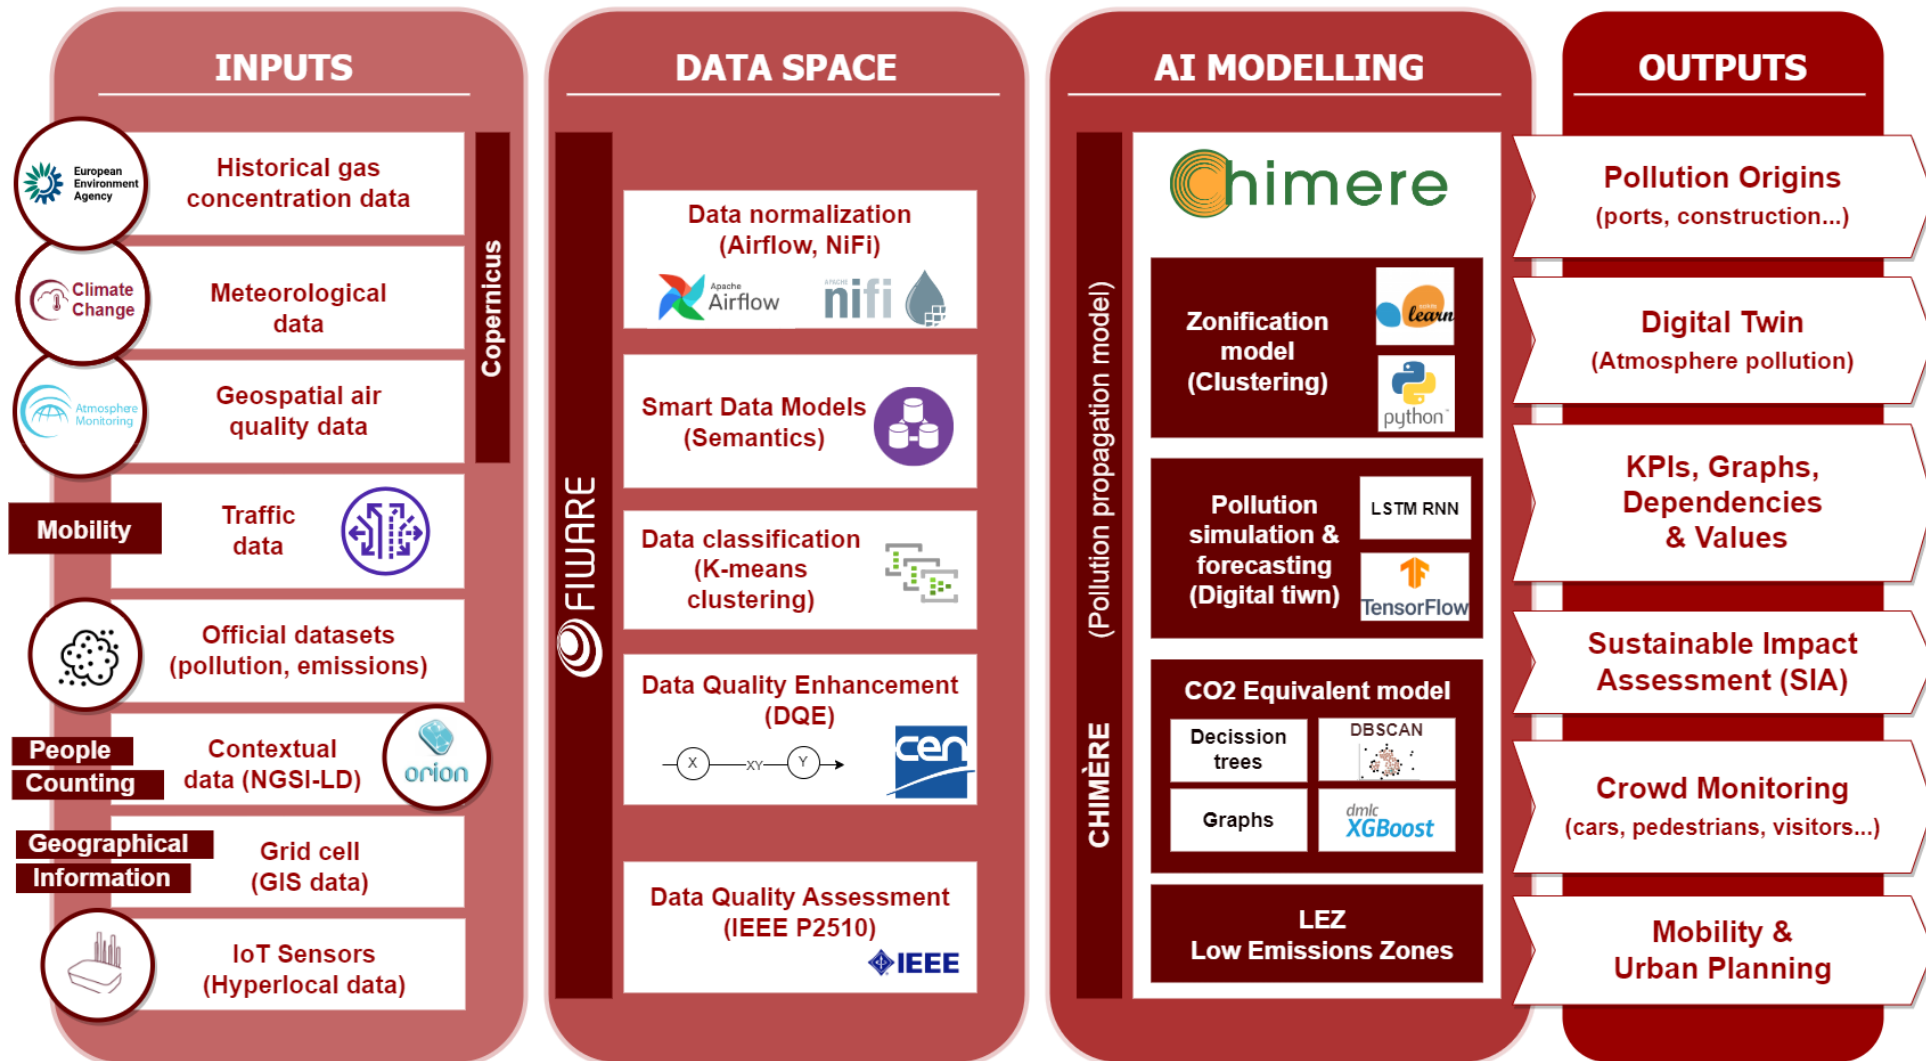 INPUTS
European
Environment
Agency
Historical gas
concentration data
Climate
Change
Meteorological
data
Atmosphere
Monitoring
Geospatial air
quality data
Copernicus
Mobility
Traffic
data
Official datasets
(pollution, emissions)
People
Counting
Contextual
data (NGSI-LD)
orion
Geographical
Information
Grid cell
(GIS data)
IoT Sensors
(Hyperlocal data)
DATA SPACE
FIWARE
Data normalization
(Airflow, NiFi)
Apache
Airflow
APACHE
nifi
Smart Data Models
(Semantics)
Data classification
(K-means
clustering)
Data Quality Enhancement
(DQE)
X
XY
Y
cen
Data Quality Assessment
(IEEE P2510)
IEEE
AI MODELLING
CHIMÈRE (Pollution propagation model)
Chimere
Zonification
model
(Clustering)
learn
python
Pollution
simulation &
forecasting
(Digital tiwn)
LSTM RNN
TensorFlow
CO2 Equivalent model
Decission
trees
DBSCAN
Graphs
dmlc
XGBoost
LEZ
Low Emissions Zones
OUTPUTS
Pollution Origins
(ports, construction...)
Digital Twin
(Atmosphere pollution)
KPIs, Graphs,
Dependencies
& Values
Sustainable Impact
Assessment (SIA)
Crowd Monitoring
(cars, pedestrians, visitors...)
Mobility &
Urban Planning